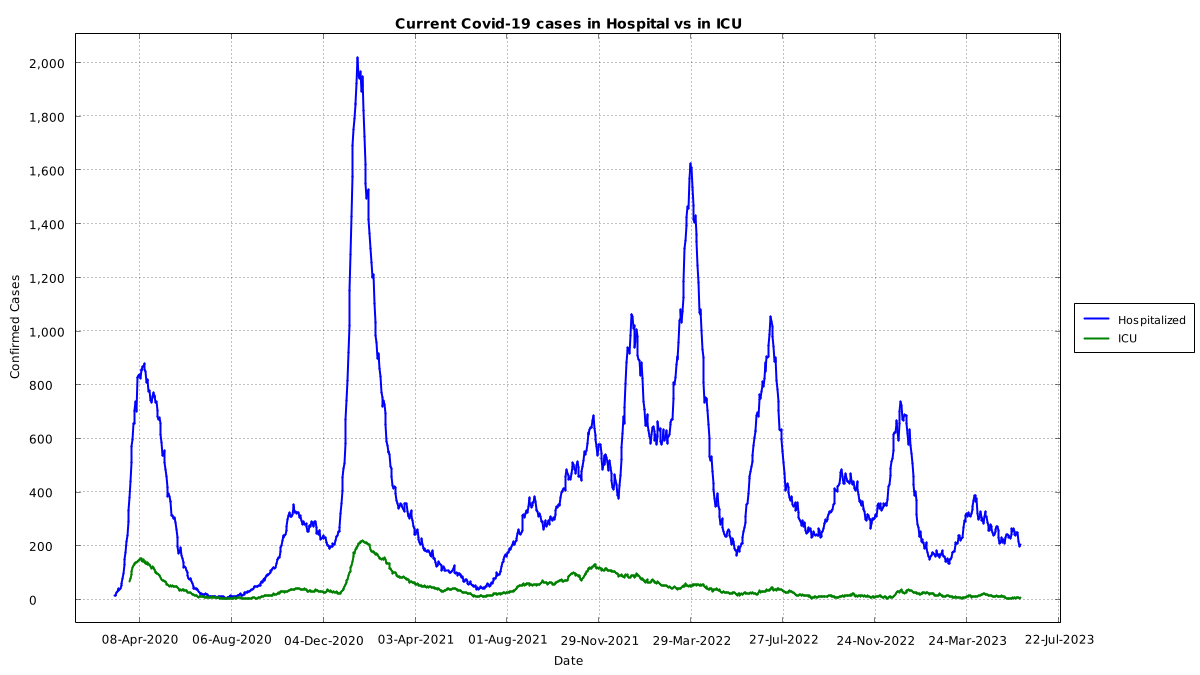 Current Covid-19 cases in Hospital vs in ICU
2,000
1,800
1,600
1,400
1,200
1,000
800
600
400
200
0
Confirmed Cases
08-Apr-2020 06-Aug-2020 04-Dec-2020 03-Apr-2021 01-Aug-2021 29-Nov-2021 29-Mar-2022 27-Jul-2022 24-Nov-2022 24-Mar-2023 22-Jul-2023
Date
Hospitalized
ICU